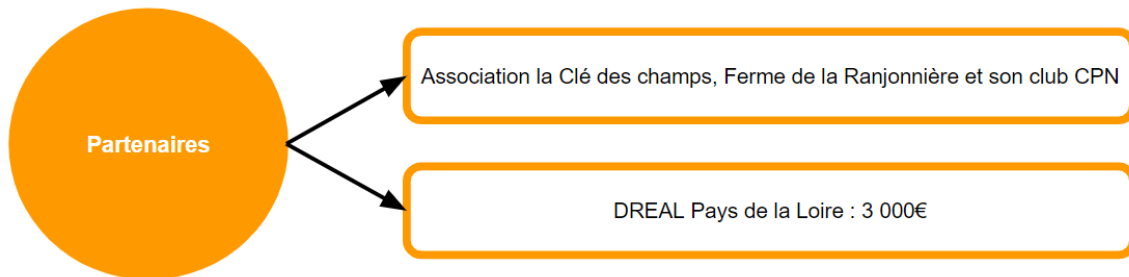 Partenaires
Association la Clé des champs, Ferme de la Ranjonnière et son club CPN
DREAL Pays de la Loire : 3 000€